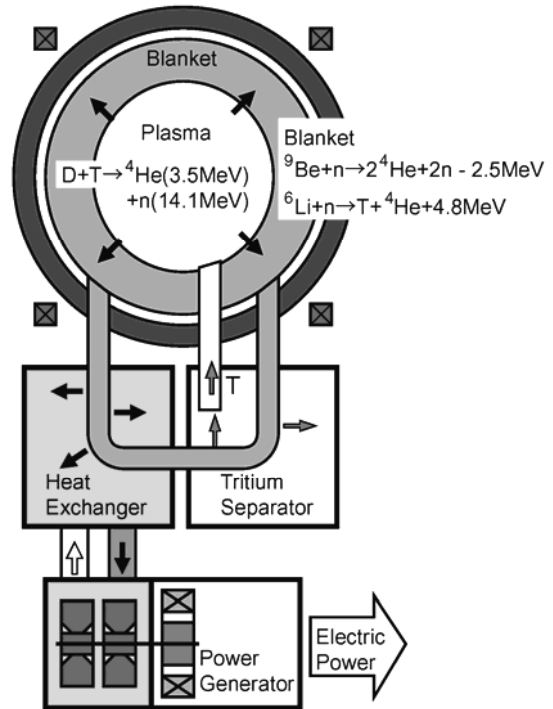 Blanket
Plasma
D+T→⁴He(3.5MeV)
+n(14.1MeV)
Blanket
⁹Be+n→2⁴He+2n - 2.5MeV
⁶Li+n→T+⁴He+4.8MeV
T
Heat
Exchanger
Tritium
Separator
Power
Generator
Electric
Power